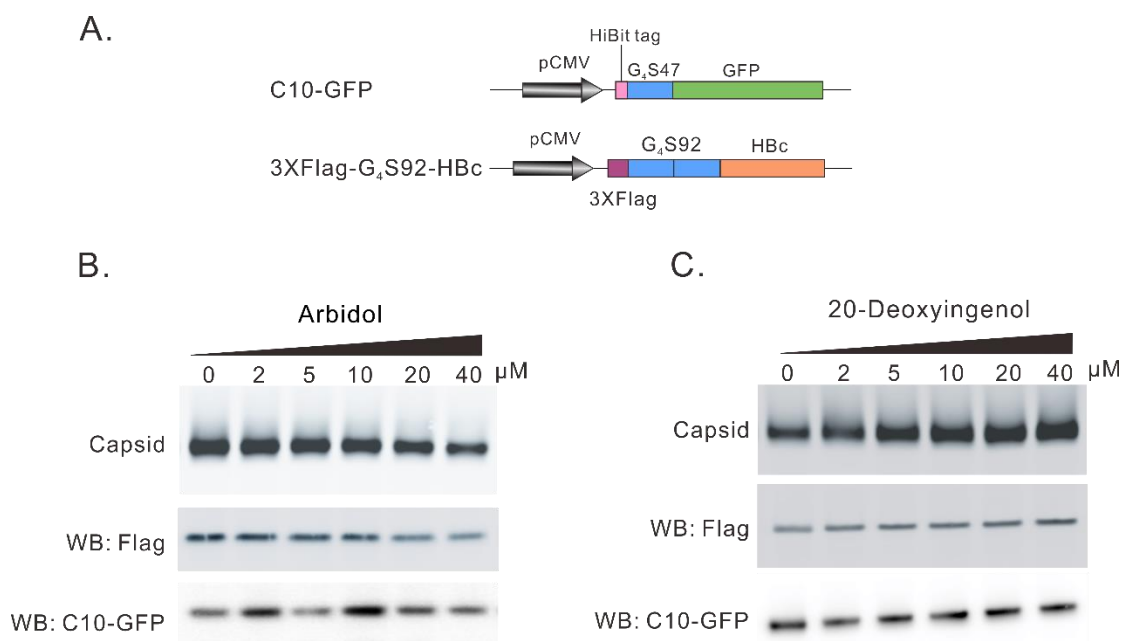 A.
HiBit tag
pCMV
G₄S47
GFP
C10-GFP
pCMV
G₄S92
HBc
3XFlag-G₄S92-HBc
3XFlag
B.
Arbidol
0 2 5 10 20 40 μM
Capsid
WB: Flag
WB: C10-GFP
C.
20-Deoxyingenol
0 2 5 10 20 40 μM
Capsid
WB: Flag
WB: C10-GFP